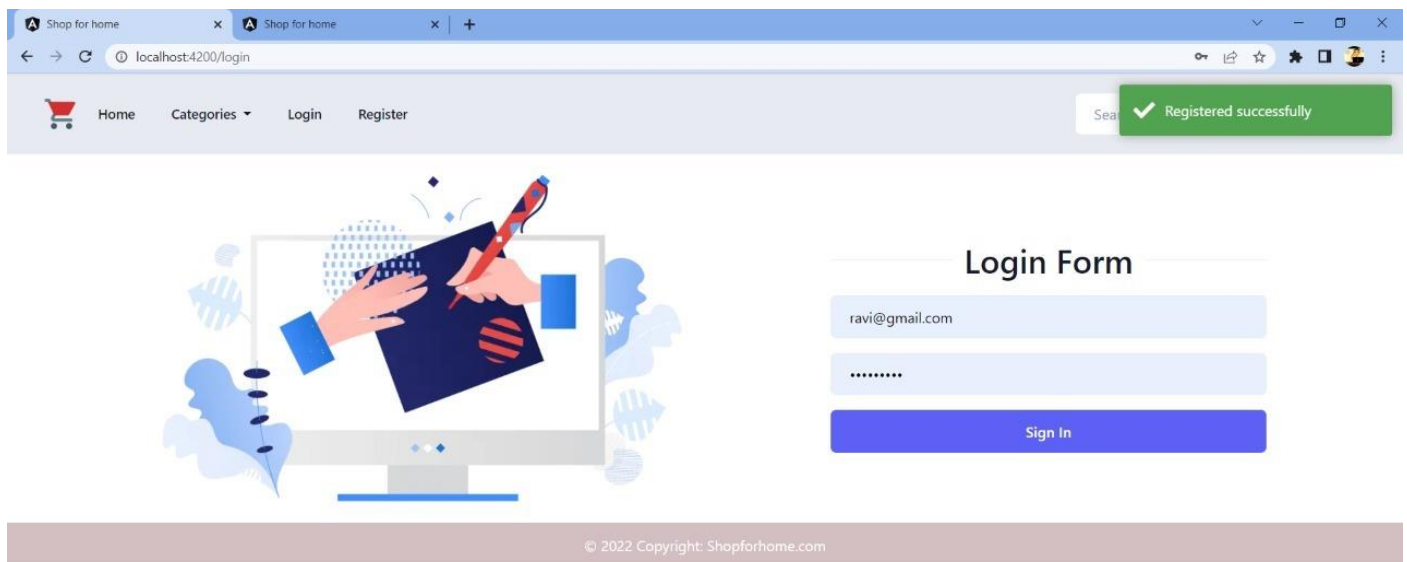 Shop for home
Shop for home
localhost:4200/login
Home Categories Login Register
Registered successfully
Login Form
ravi@gmail.com
•••••••••
Sign In
© 2022 Copyright: Shopforhome.com